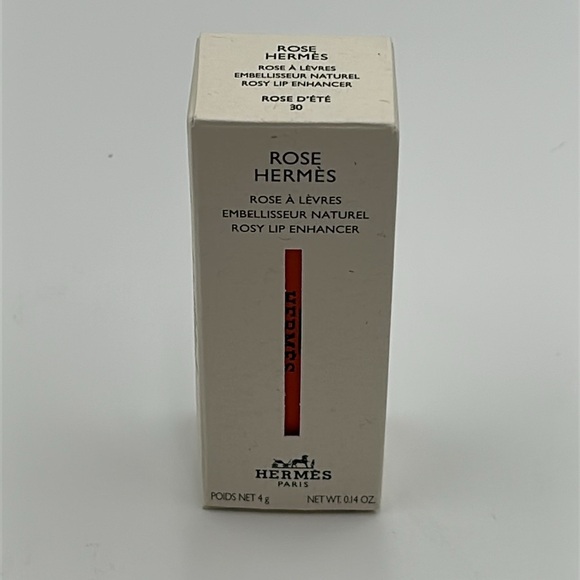 ROSE
HERMÈS
ROSE À LÈVRES
EMBELLISSEUR NATUREL
ROSY LIP ENHANCER
ROSE D'ÉTÉ
30
ROSE
HERMÈS
ROSE À LÈVRES
EMBELLISSEUR NATUREL
ROSY LIP ENHANCER
HERMÈS
HERMÈS
PARIS
POIDS NET 4 g NET WT. 0.14 OZ.